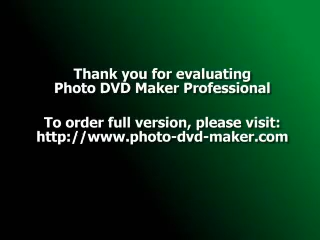 Thank you for evaluating
Photo DVD Maker Professional
To order full version, please visit:
http://www.photo-dvd-maker.com